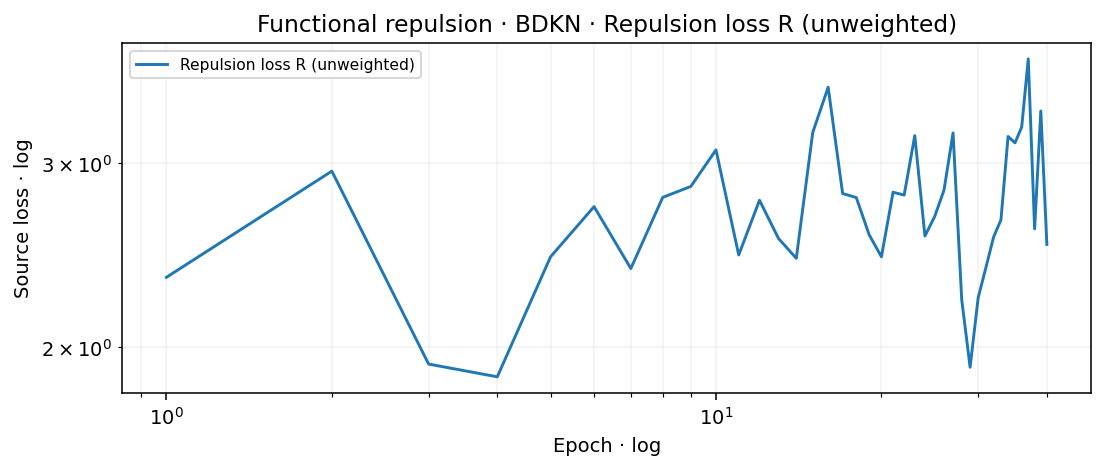 Functional repulsion · BDKN · Repulsion loss R (unweighted)
Repulsion loss R (unweighted)
Source loss · log
3 × 10⁰
2 × 10⁰
10⁰
10¹
Epoch · log